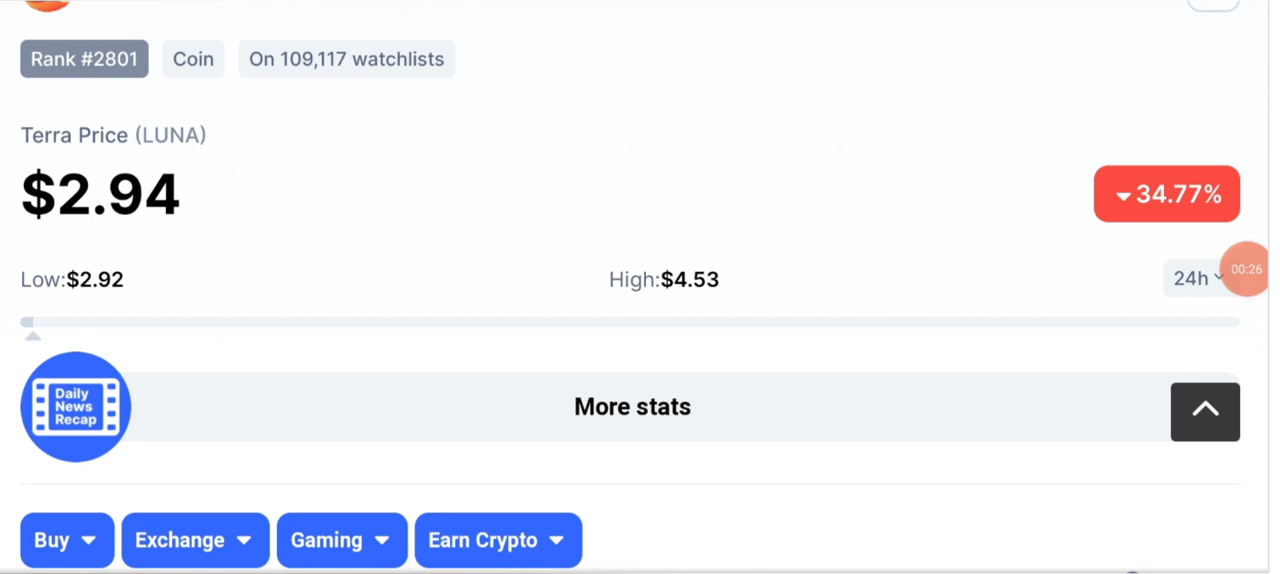 Rank #2801 Coin On 109,117 watchlists
Terra Price (LUNA)
$2.94 34.77%
Low:$2.92 High:$4.53 24h 00:26
Daily
News
Recap
More stats
Buy Exchange Gaming Earn Crypto